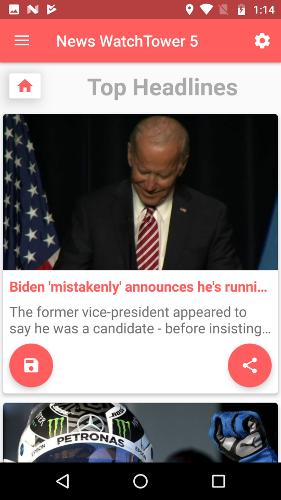 1:14
News WatchTower 5
Top Headlines
Biden 'mistakenly' announces he's runni...
The former vice-president appeared to
say he was a candidate - before insisting...
PETRONAS